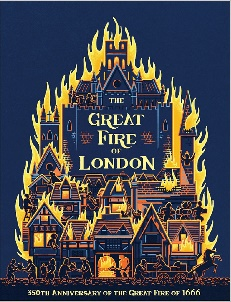 THE
GREAT
FIRE
OF
LONDON
350TH ANNIVERSARY OF THE GREAT FIRE OF 1666